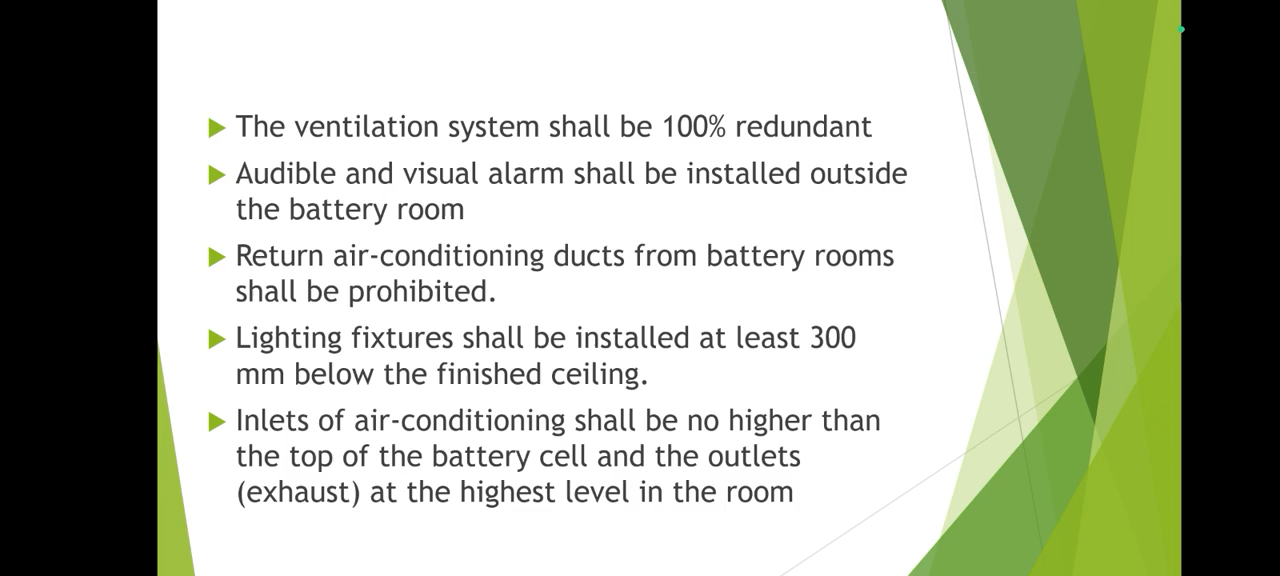 The ventilation system shall be 100% redundant
Audible and visual alarm shall be installed outside
the battery room
Return air-conditioning ducts from battery rooms
shall be prohibited.
Lighting fixtures shall be installed at least 300
mm below the finished ceiling.
Inlets of air-conditioning shall be no higher than
the top of the battery cell and the outlets
(exhaust) at the highest level in the room